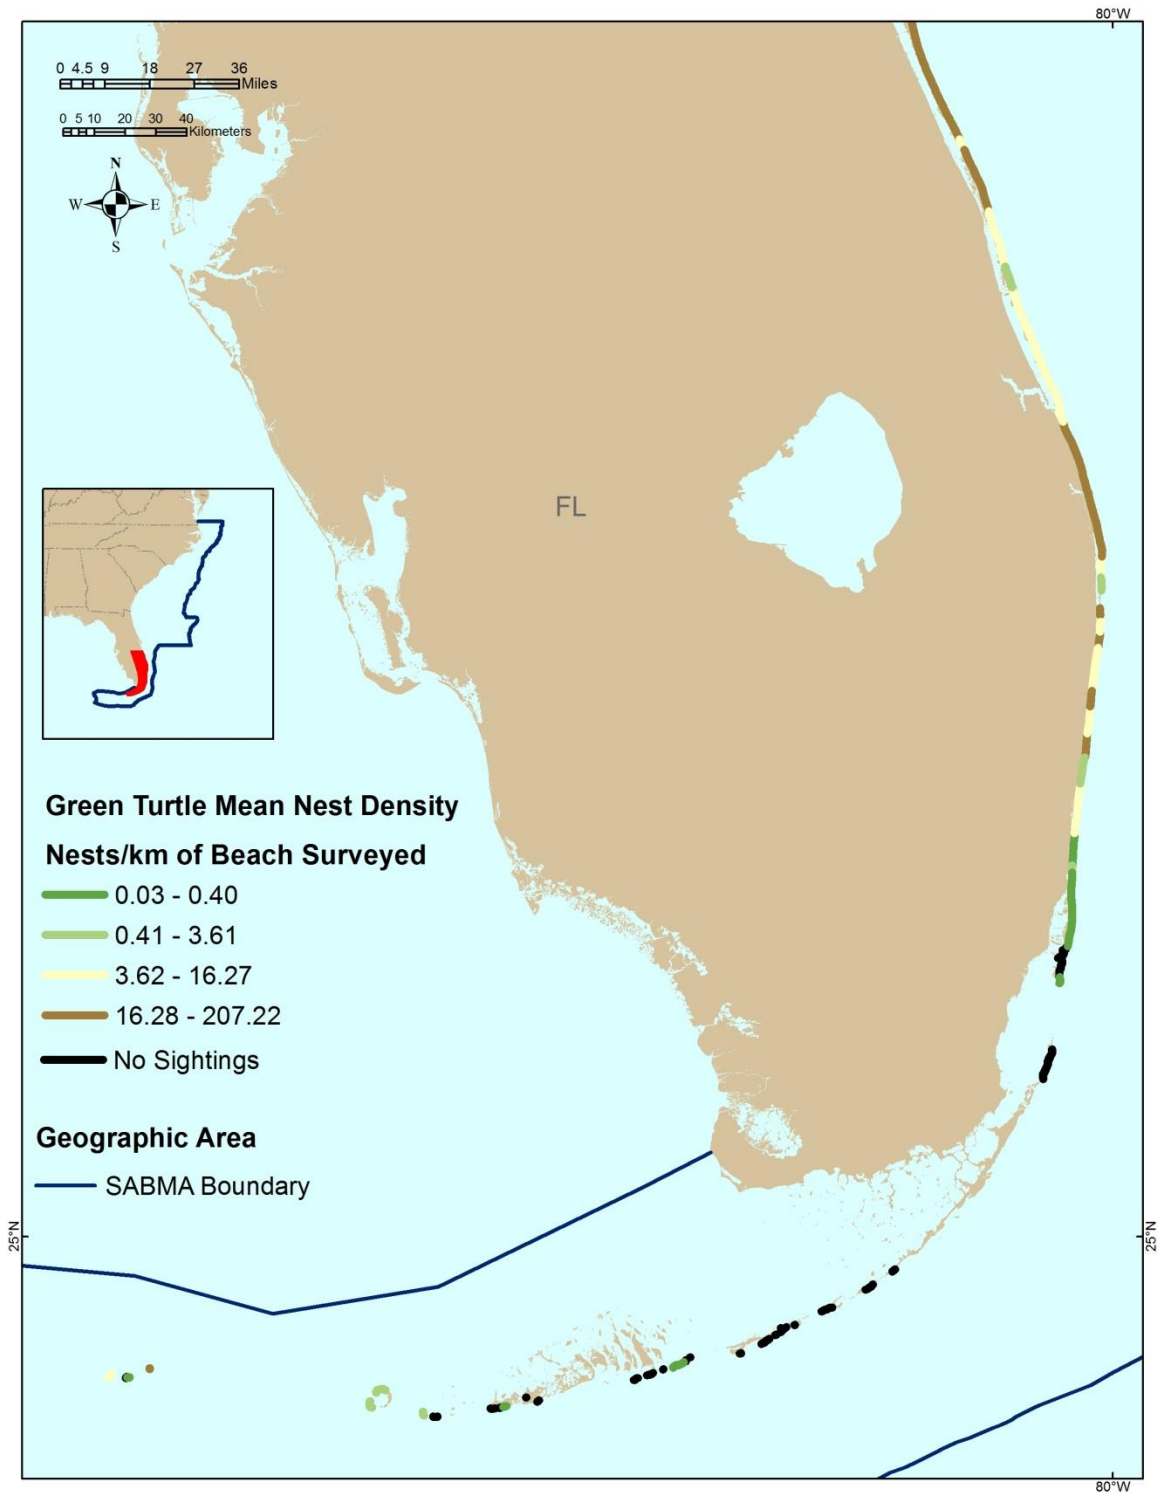 80°W
0 4.5 9 18 27 36
Miles
0 5 10 20 30 40
Kilometers
N
W E
S
FL
Green Turtle Mean Nest Density
Nests/km of Beach Surveyed
0.03 - 0.40
0.41 - 3.61
3.62 - 16.27
16.28 - 207.22
No Sightings
Geographic Area
SABMA Boundary
25°N
25°N
80°W